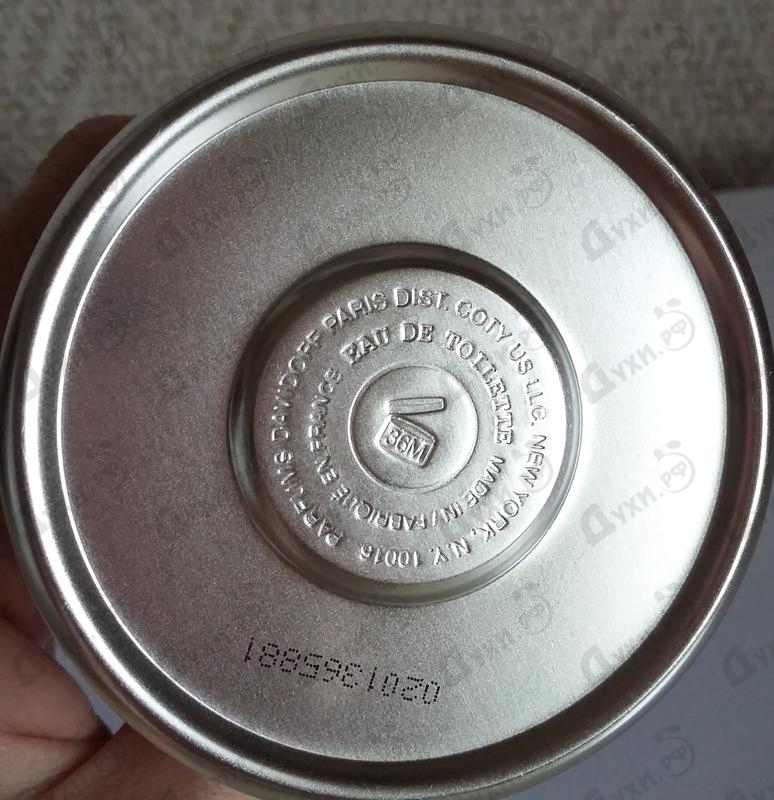 PARFUMS DAVIDOFF PARIS DIST. COTY US LLC. NEW YORK, N.Y. 10016
EAU DE TOILETTE MADE IN / FABRIQUÉ EN FRANCE
36M
0201365881
Духи.рф